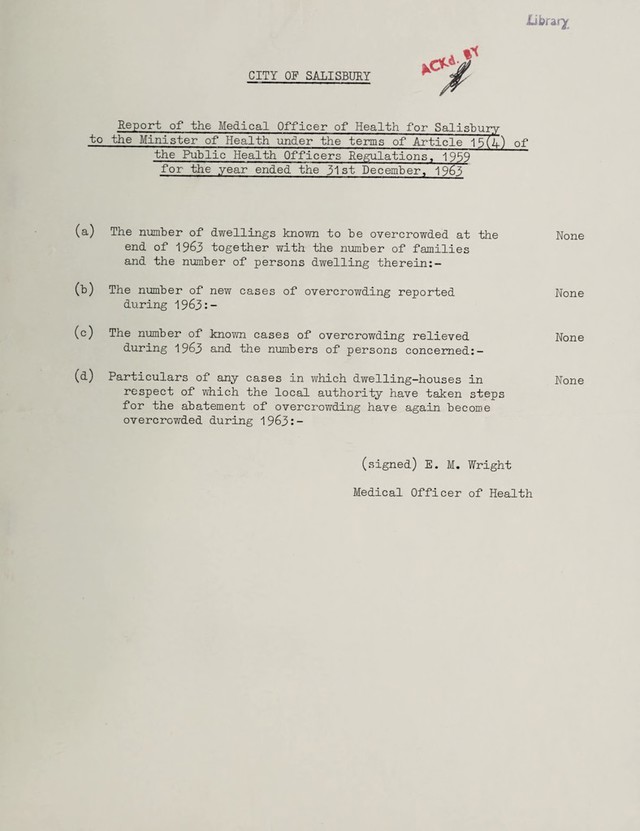 Library
ACKd. BY
CITY OF SALISBURY
Report of the Medical Officer of Health for Salisbury
to the Minister of Health under the terms of Article 15(4) of
the Public Health Officers Regulations, 1959
for the year ended the 31st December, 1963
(a) The number of dwellings known to be overcrowded at the None
end of 1963 together with the number of families
and the number of persons dwelling therein:-
(b) The number of new cases of overcrowding reported None
during 1963:-
(c) The number of known cases of overcrowding relieved None
during 1963 and the numbers of persons concerned:-
(d) Particulars of any cases in which dwelling-houses in None
respect of which the local authority have taken steps
for the abatement of overcrowding have again become
overcrowded during 1963:-
(signed) E. M. Wright
Medical Officer of Health